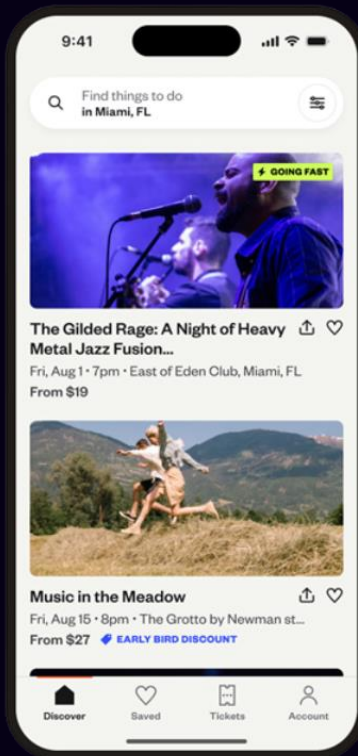 9:41
Find things to do
in Miami, FL
GOING FAST
The Gilded Rage: A Night of Heavy
Metal Jazz Fusion...
Fri, Aug 1 • 7pm • East of Eden Club, Miami, FL
From $19
Music in the Meadow
Fri, Aug 15 • 8pm • The Grotto by Newman st...
From $27 EARLY BIRD DISCOUNT
Discover Saved Tickets Account